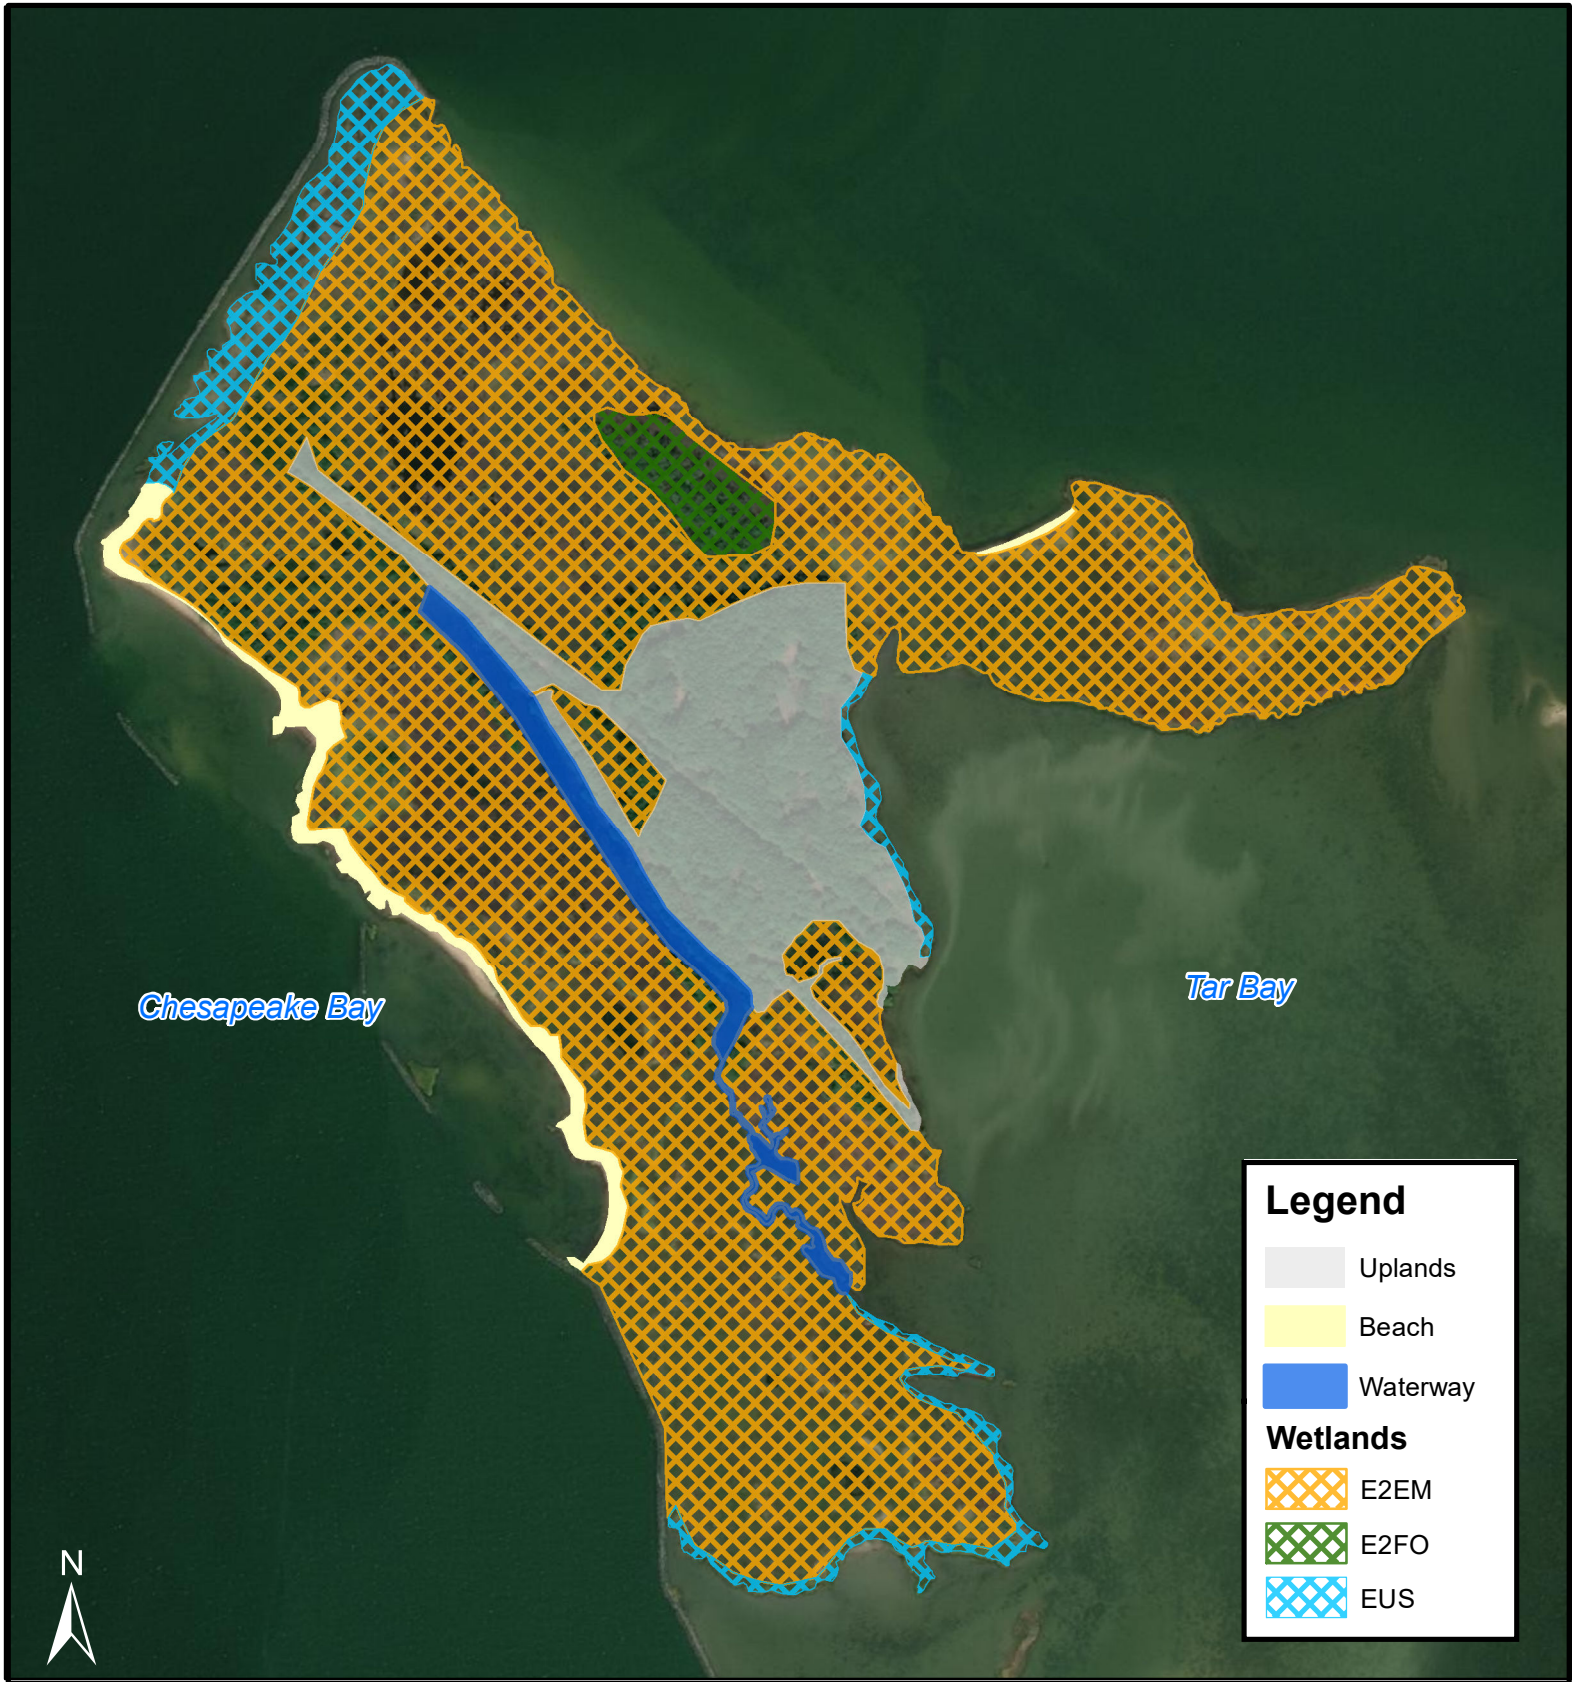 Chesapeake Bay
Tar Bay
Legend
Uplands
Beach
Waterway
Wetlands
E2EM
E2FO
EUS
N